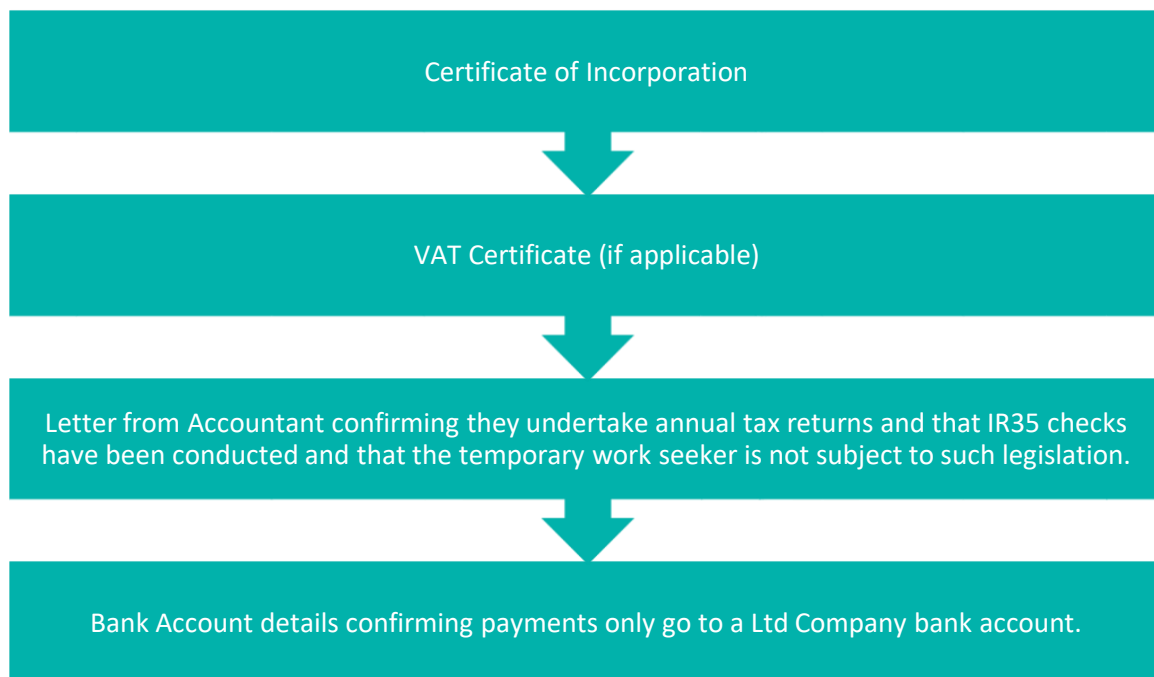 Certificate of Incorporation
VAT Certificate (if applicable)
Letter from Accountant confirming they undertake annual tax returns and that IR35 checks
have been conducted and that the temporary work seeker is not subject to such legislation.
Bank Account details confirming payments only go to a Ltd Company bank account.